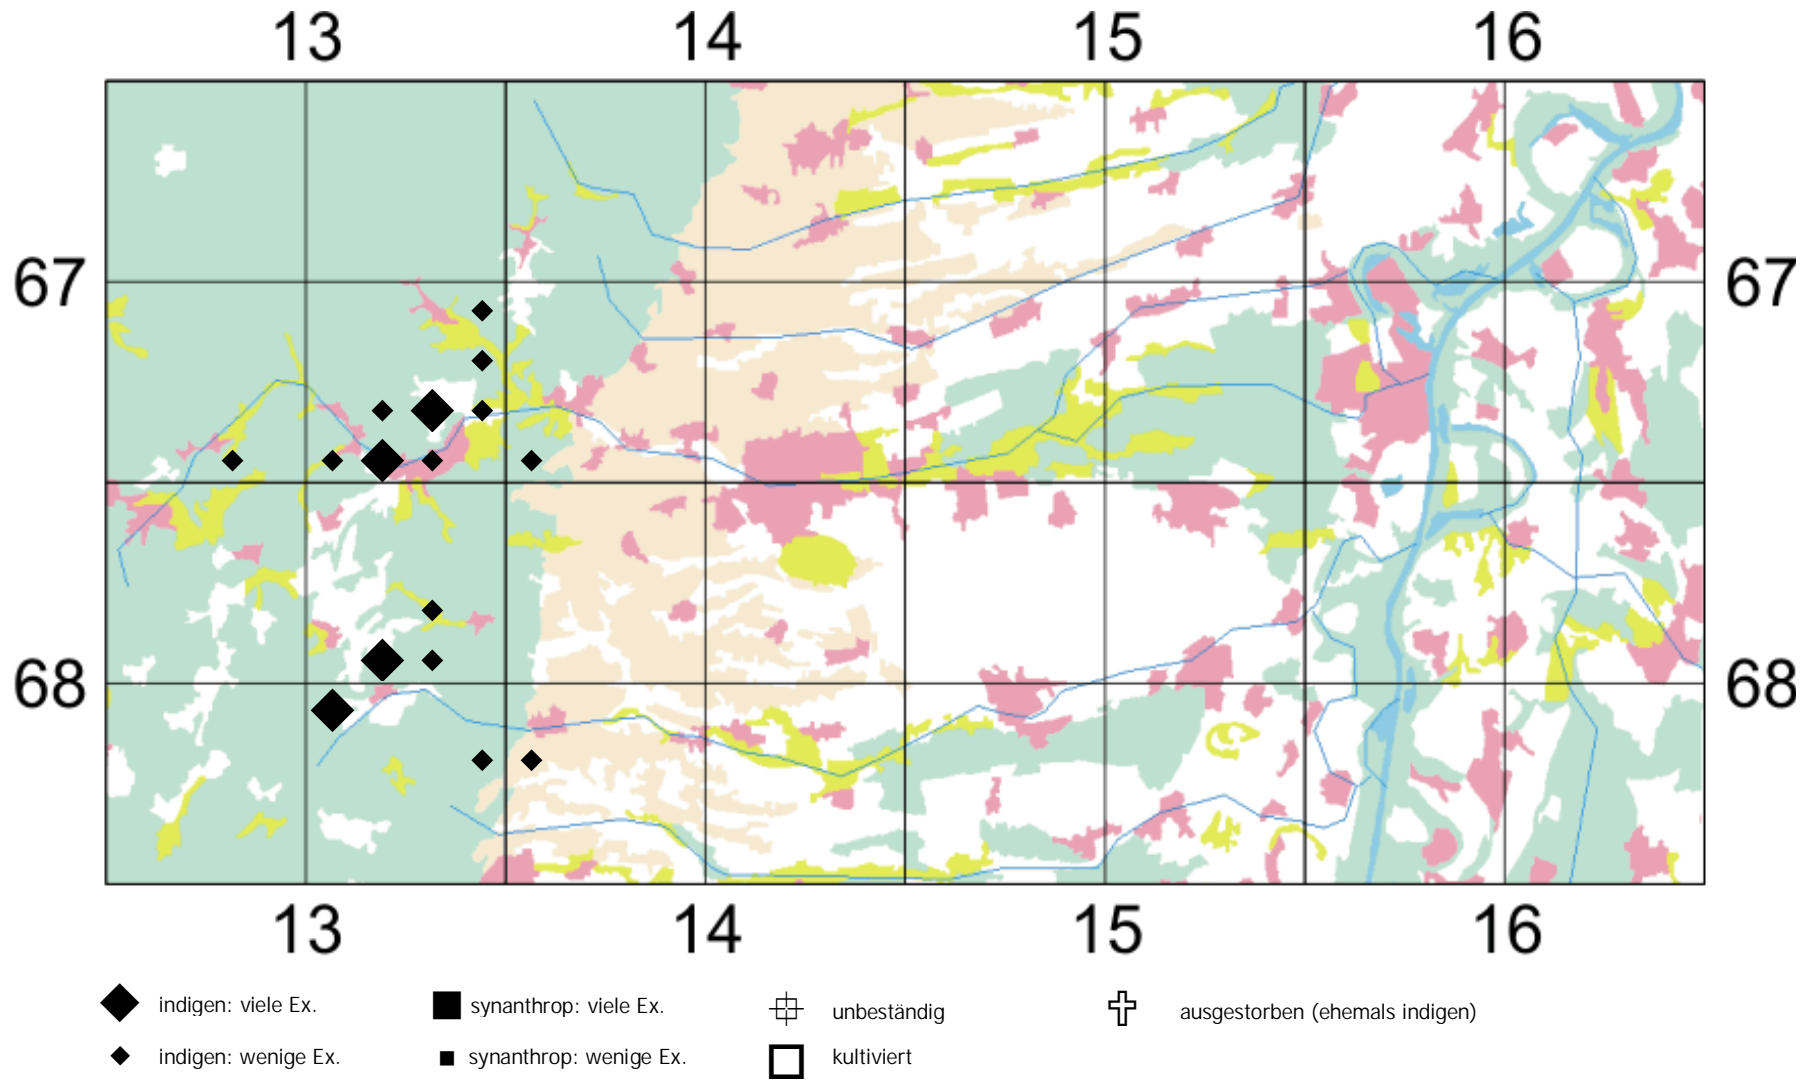 13 14 15 16
67 67
68 68
13 14 15 16
indigen: viele Ex. synanthrop: viele Ex. unbeständig ausgestorben (ehemals indigen)
indigen: wenige Ex. synanthrop: wenige Ex. kultiviert